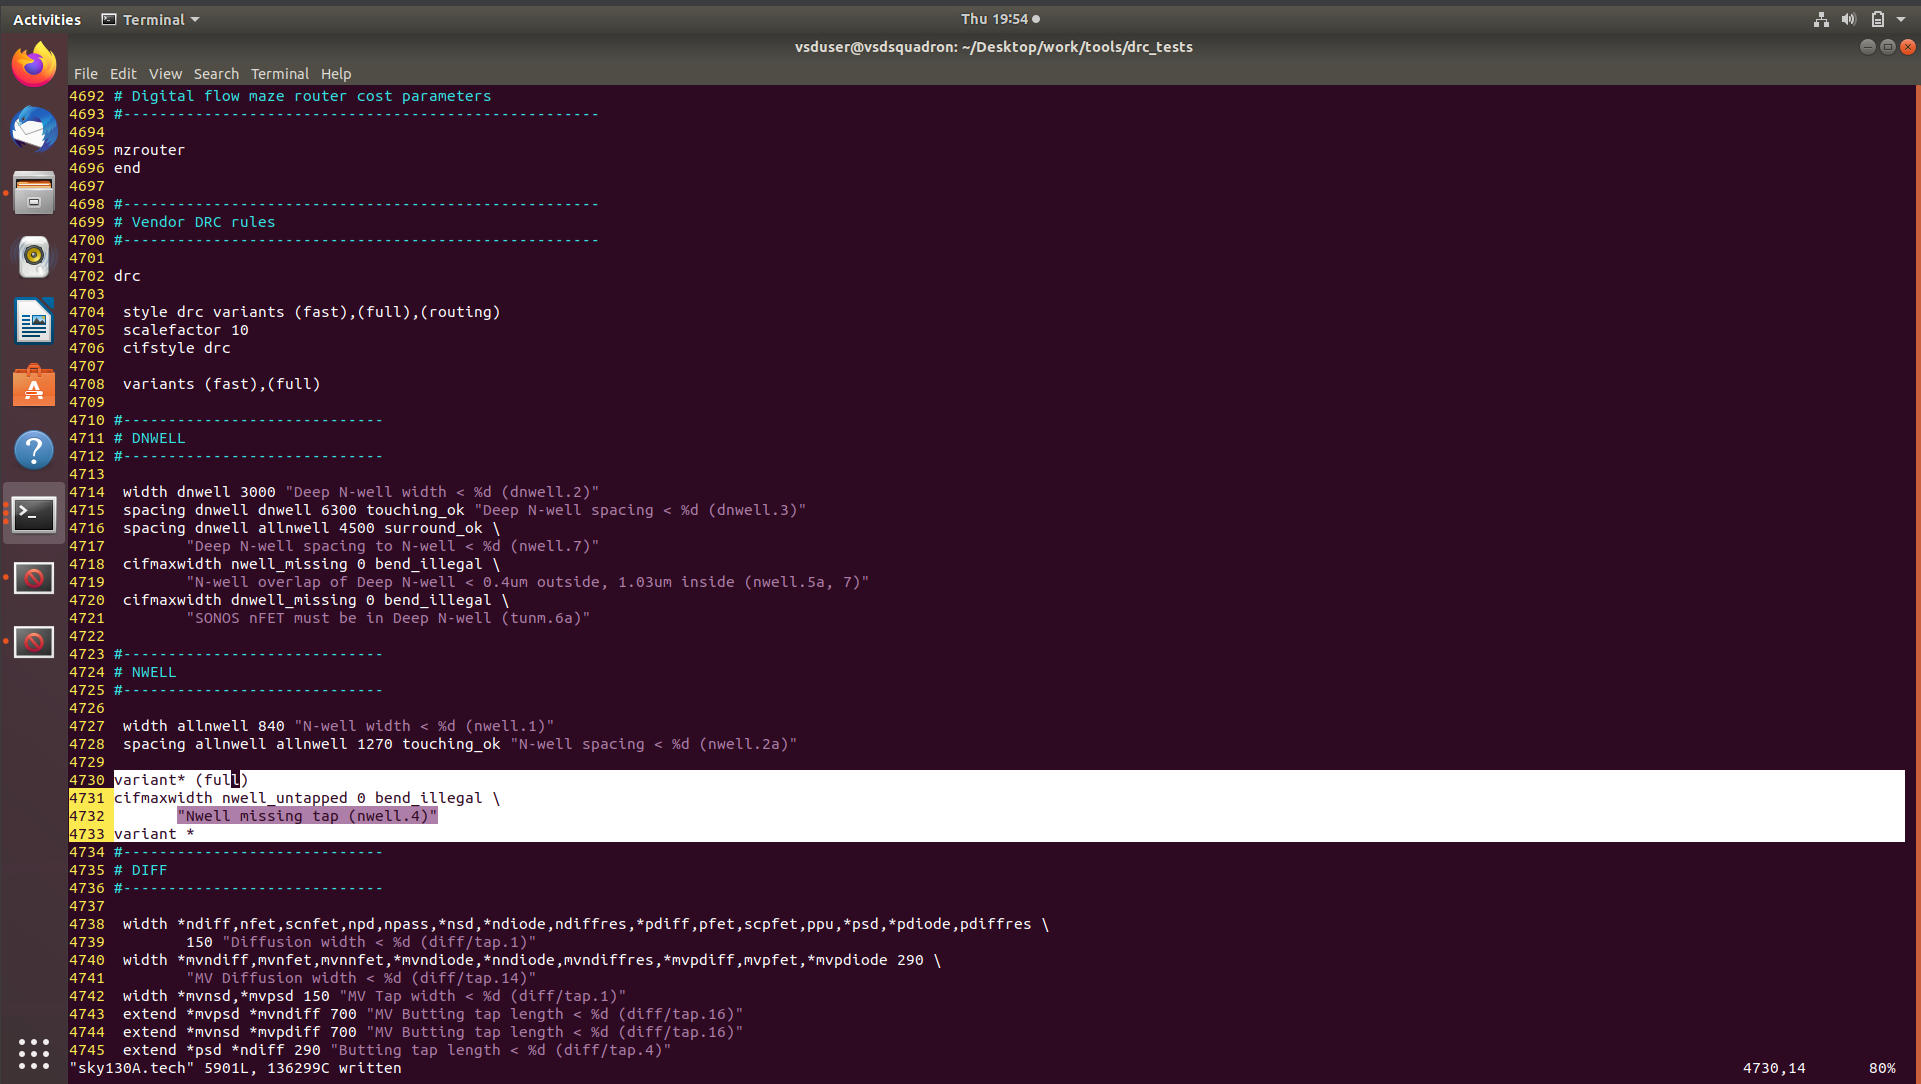 Activities Terminal Thu 19:54
vsduser@vsdsquadron: ~/Desktop/work/tools/drc_tests
File Edit View Search Terminal Help
4692 # Digital flow maze router cost parameters
4693 #-----------------------------------------------------
4694
4695 mzrouter
4696 end
4697
4698 #-----------------------------------------------------
4699 # Vendor DRC rules
4700 #-----------------------------------------------------
4701
4702 drc
4703
4704  style drc variants (fast),(full),(routing)
4705  scalefactor 10
4706  cifstyle drc
4707
4708  variants (fast),(full)
4709
4710 #-----------------------------
4711 # DNWELL
4712 #-----------------------------
4713
4714  width dnwell 3000 "Deep N-well width < %d (dnwell.2)"
4715  spacing dnwell dnwell 6300 touching_ok "Deep N-well spacing < %d (dnwell.3)"
4716  spacing dnwell allnwell 4500 surround_ok \
4717         "Deep N-well spacing to N-well < %d (nwell.7)"
4718  cifmaxwidth nwell_missing 0 bend_illegal \
4719         "N-well overlap of Deep N-well < 0.4um outside, 1.03um inside (nwell.5a, 7)"
4720  cifmaxwidth dnwell_missing 0 bend_illegal \
4721         "SONOS nFET must be in Deep N-well (tunm.6a)"
4722
4723 #-----------------------------
4724 # NWELL
4725 #-----------------------------
4726
4727  width allnwell 840 "N-well width < %d (nwell.1)"
4728  spacing allnwell allnwell 1270 touching_ok "N-well spacing < %d (nwell.2a)"
4729
4730 variant* (full)
4731 cifmaxwidth nwell_untapped 0 bend_illegal \
4732        "Nwell missing tap (nwell.4)"
4733 variant *
4734 #-----------------------------
4735 # DIFF
4736 #-----------------------------
4737
4738  width *ndiff,nfet,scnfet,npd,npass,*nsd,*ndiode,ndiffres,*pdiff,pfet,scpfet,ppu,*psd,*pdiode,pdiffres \
4739         150 "Diffusion width < %d (diff/tap.1)"
4740  width *mvndiff,mvnfet,mvnnfet,*mvndiode,*nndiode,mvndiffres,*mvpdiff,mvpfet,*mvpdiode 290 \
4741         "MV Diffusion width < %d (diff/tap.14)"
4742  width *mvnsd,*mvpsd 150 "MV Tap width < %d (diff/tap.1)"
4743  extend *mvpsd *mvndiff 700 "MV Butting tap length < %d (diff/tap.16)"
4744  extend *mvnsd *mvpdiff 700 "MV Butting tap length < %d (diff/tap.16)"
4745  extend *psd *ndiff 290 "Butting tap length < %d (diff/tap.4)"
"sky130A.tech" 5901L, 136299C written 4730,14 80%